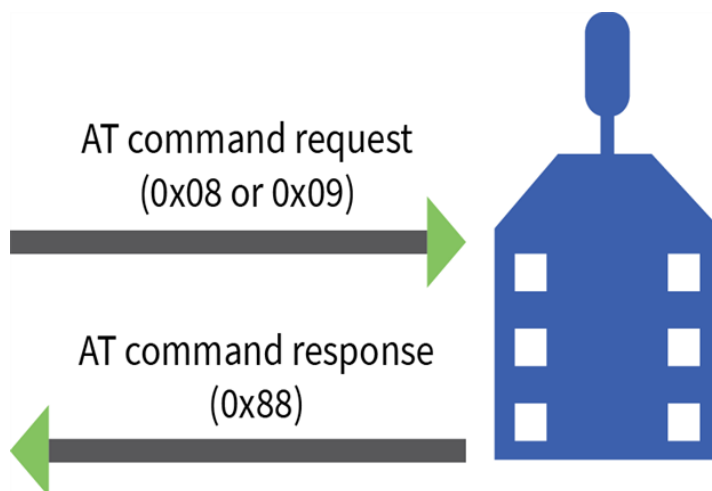 AT command request
(0x08 or 0x09)
AT command response
(0x88)